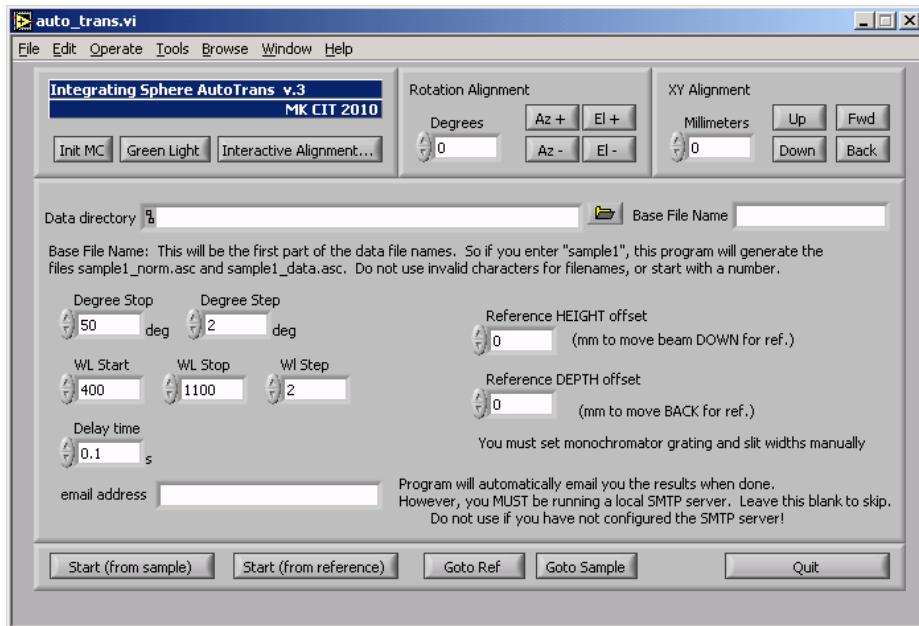 auto_trans.vi
File Edit Operate Tools Browse Window Help
Integrating Sphere AutoTrans v.3
MK CIT 2010
Init MC Green Light Interactive Alignment...
Rotation Alignment
Degrees
0
Az + El +
Az - El -
XY Alignment
Millimeters
0
Up Fwd
Down Back
Data directory
Base File Name
Base File Name: This will be the first part of the data file names. So if you enter "sample1", this program will generate the
files sample1_norm.asc and sample1_data.asc. Do not use invalid characters for filenames, or start with a number.
Degree Stop Degree Step
50 deg 2 deg
WL Start WL Stop Wl Step
400 1100 2
Delay time
0.1 s
Reference HEIGHT offset
0 (mm to move beam DOWN for ref.)
Reference DEPTH offset
0 (mm to move BACK for ref.)
You must set monochromator grating and slit widths manually
email address
Program will automatically email you the results when done.
However, you MUST be running a local SMTP server. Leave this blank to skip.
Do not use if you have not configured the SMTP server!
Start (from sample) Start (from reference) Goto Ref Goto Sample Quit